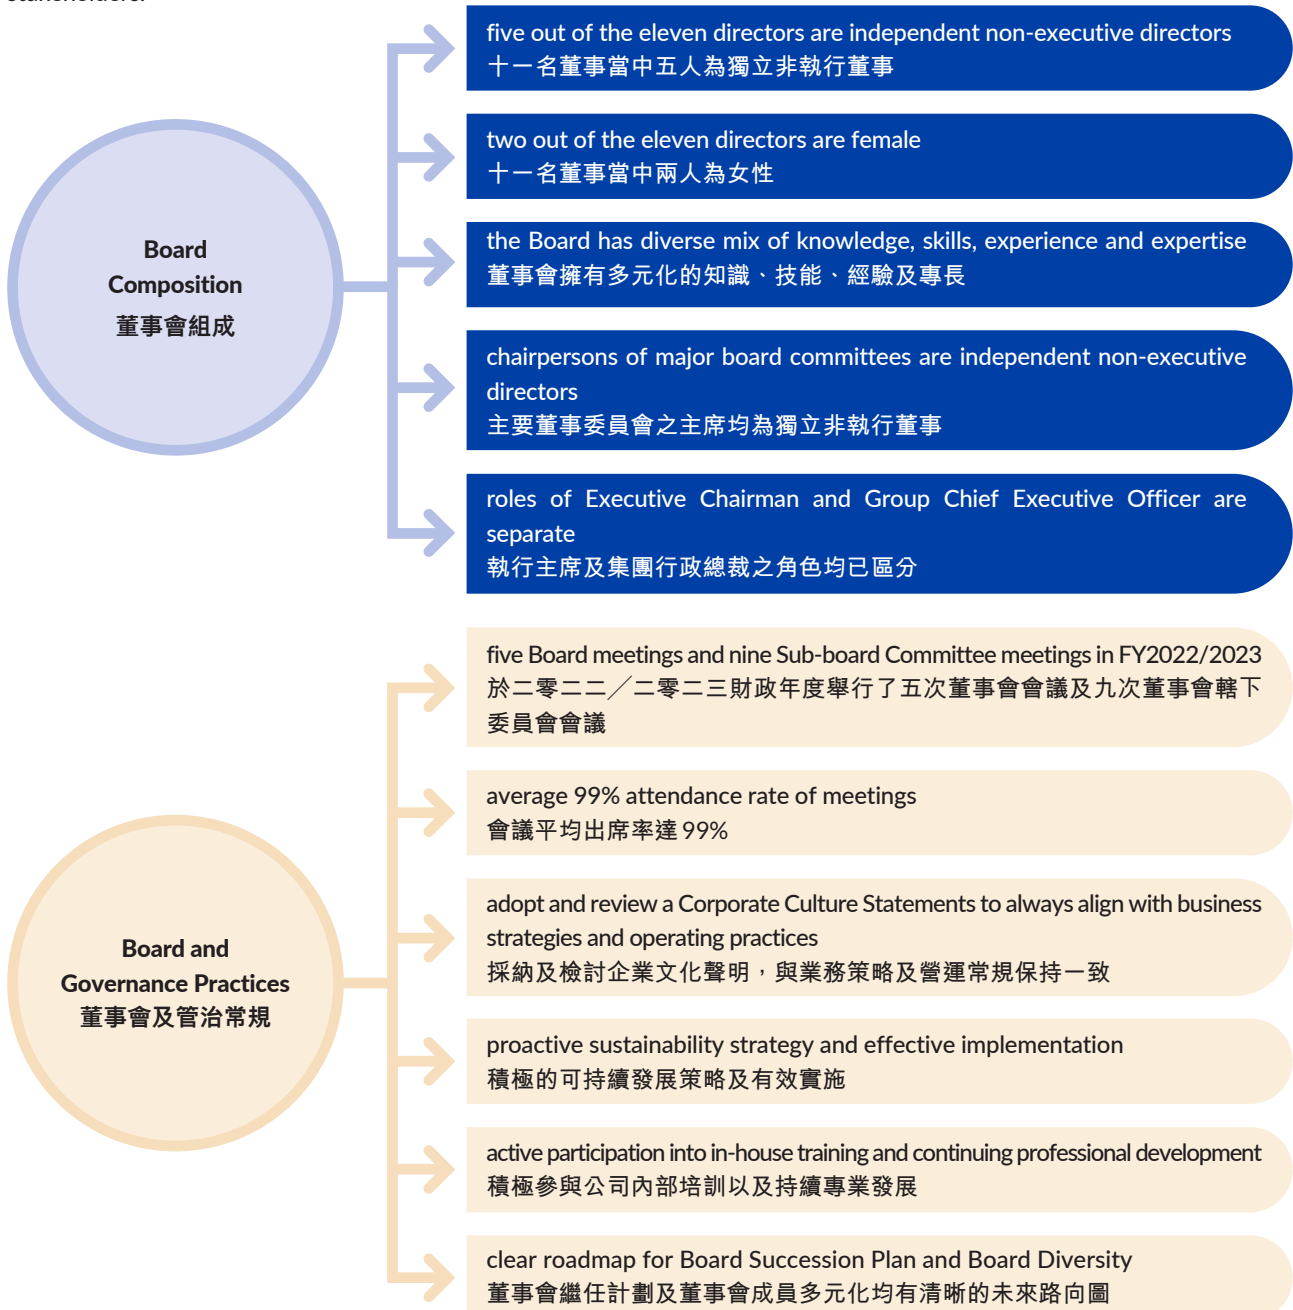 stakeholders.
five out of the eleven directors are independent non-executive directors
十一名董事當中五人為獨立非執行董事
two out of the eleven directors are female
十一名董事當中兩人為女性
the Board has diverse mix of knowledge, skills, experience and expertise
董事會擁有多元化的知識、技能、經驗及專長
Board
Composition
董事會組成
chairpersons of major board committees are independent non-executive
directors
主要董事委員會之主席均為獨立非執行董事
roles of Executive Chairman and Group Chief Executive Officer are
separate
執行主席及集團行政總裁之角色均已區分
five Board meetings and nine Sub-board Committee meetings in FY2022/2023
於二零二二╱二零二三財政年度舉行了五次董事會會議及九次董事會轄下
委員會會議
average 99% attendance rate of meetings
會議平均出席率達99%
adopt and review a Corporate Culture Statements to always align with business
strategies and operating practices
採納及檢討企業文化聲明，與業務策略及營運常規保持一致
Board and
Governance Practices
董事會及管治常規
proactive sustainability strategy and effective implementation
積極的可持續發展策略及有效實施
active participation into in-house training and continuing professional development
積極參與公司內部培訓以及持續專業發展
clear roadmap for Board Succession Plan and Board Diversity
董事會繼任計劃及董事會成員多元化均有清晰的未來路向圖